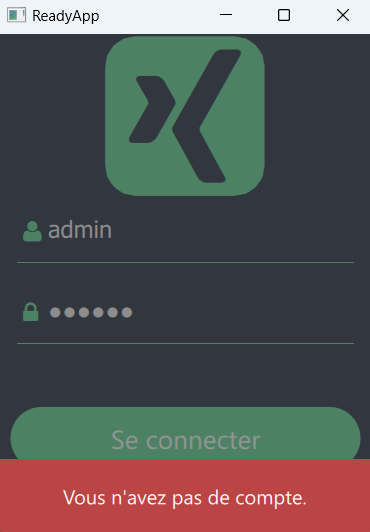 ReadyApp
admin
●●●●●●
Se connecter
Vous n'avez pas de compte.